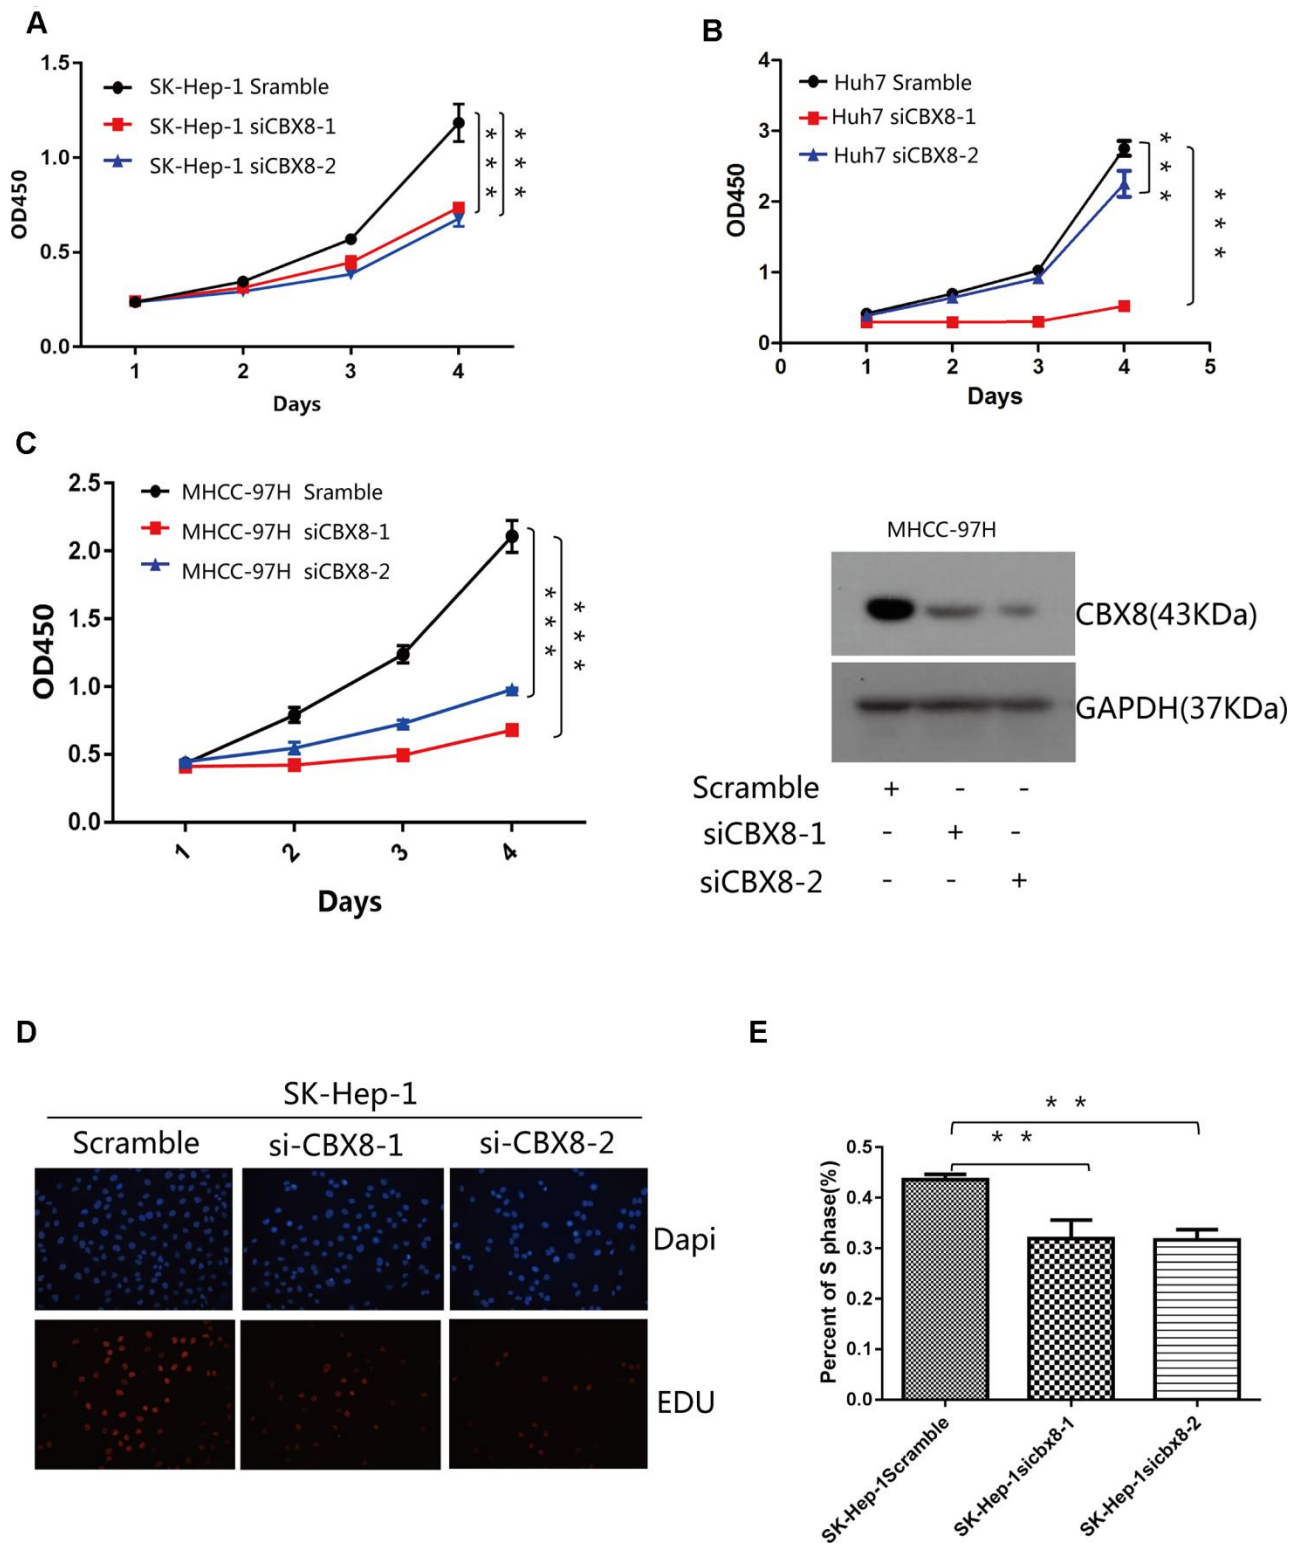 A
1.5
1.0
0.5
0.0
OD450
SK-Hep-1 Sramble
SK-Hep-1 siCBX8-1
SK-Hep-1 siCBX8-2
* * *
* * *
1 2 3 4
Days
B
4
3
2
1
0
OD450
Huh7 Sramble
Huh7 siCBX8-1
Huh7 siCBX8-2
* * *
* * *
0 1 2 3 4 5
Days
C
2.5
2.0
1.5
1.0
0.5
0.0
OD450
MHCC-97H Sramble
MHCC-97H siCBX8-1
MHCC-97H siCBX8-2
* * *
* * *
1 2 3 4
Days
MHCC-97H
CBX8(43KDa)
GAPDH(37KDa)
Scramble + - -
siCBX8-1 - + -
siCBX8-2 - - +
D
SK-Hep-1
Scramble si-CBX8-1 si-CBX8-2
Dapi
EDU
E
* *
* *
0.5
0.4
0.3
0.2
0.1
0.0
Percent of S phase(%)
SK-Hep-1Scramble
SK-Hep-1sicbx8-1
SK-Hep-1sicbx8-2